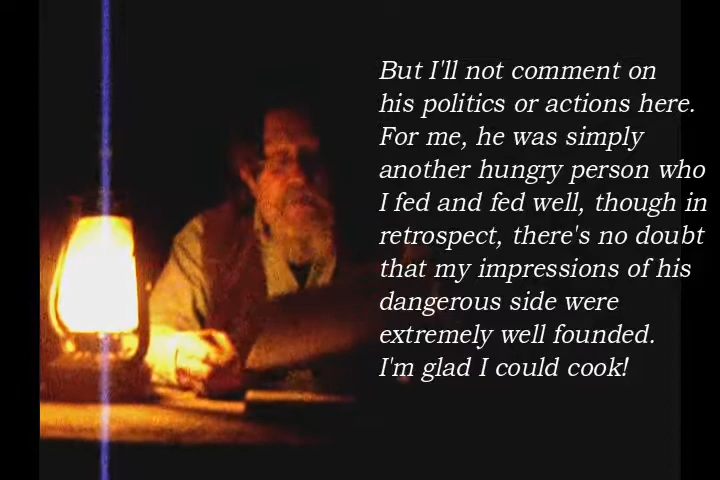 But I'll not comment on
his politics or actions here.
For me, he was simply
another hungry person who
I fed and fed well, though in
retrospect, there's no doubt
that my impressions of his
dangerous side were
extremely well founded.
I'm glad I could cook!